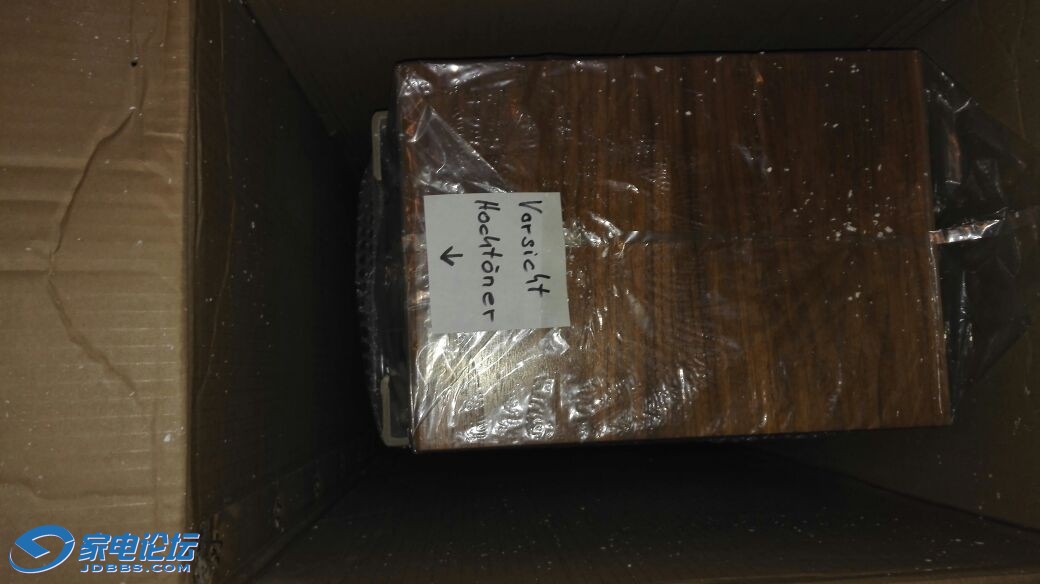 Vorsicht
Hochtöner
↓
家电论坛
JDBBS.COM